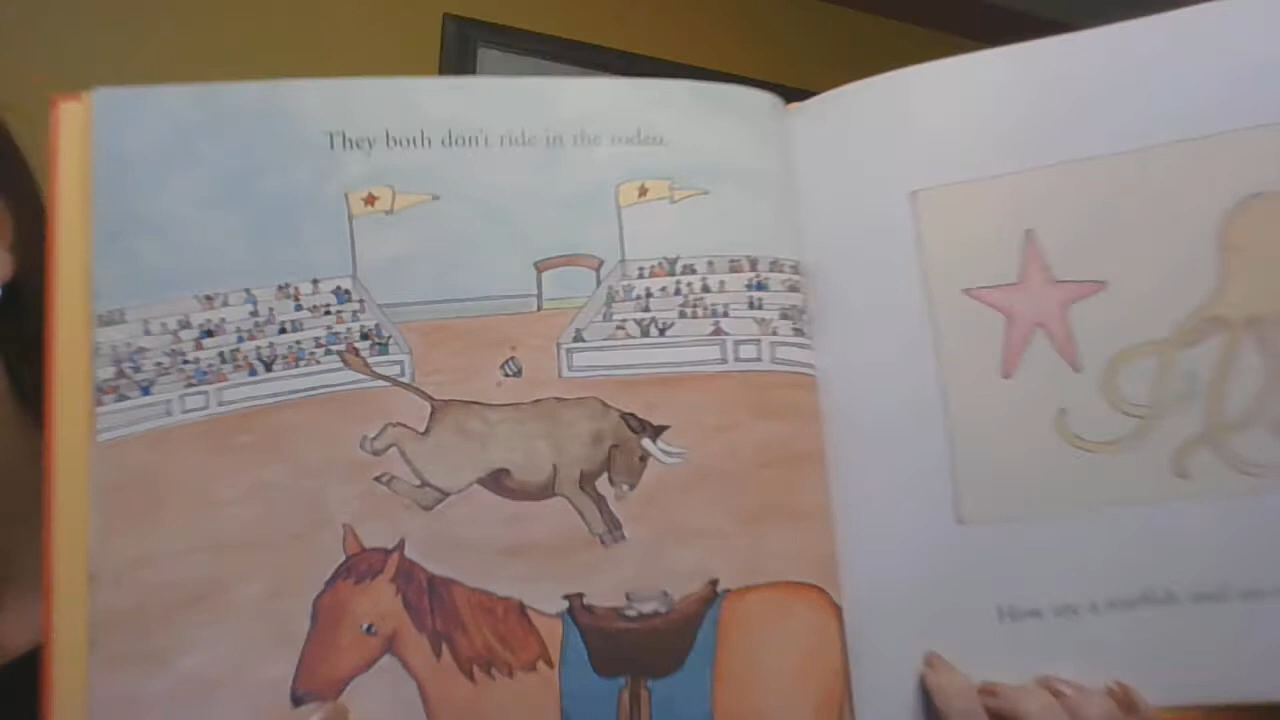 They both don't ride in the rodeo.
How are a starfish and